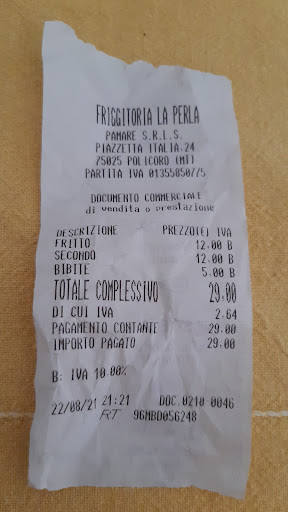 FRIGGITORIA LA PERLA
PAMARE S.R.L.S.
PIAZZETTA ITALIA,24
75025 POLICORO (MT)
PARTITA IVA 01355850775
DOCUMENTO COMMERCIALE
di vendita o prestazione
DESCRIZIONE PREZZO(€) IVA
FRITTO 12.00 B
SECONDO 12.00 B
BIBITE 5.00 B
TOTALE COMPLESSIVO 29,00
DI CUI IVA 2.64
PAGAMENTO CONTANTE 29.00
IMPORTO PAGATO 29.00
B: IVA 10.00%
22/08/21 21:21 DOC.0210-0046
RT 96MBD056248